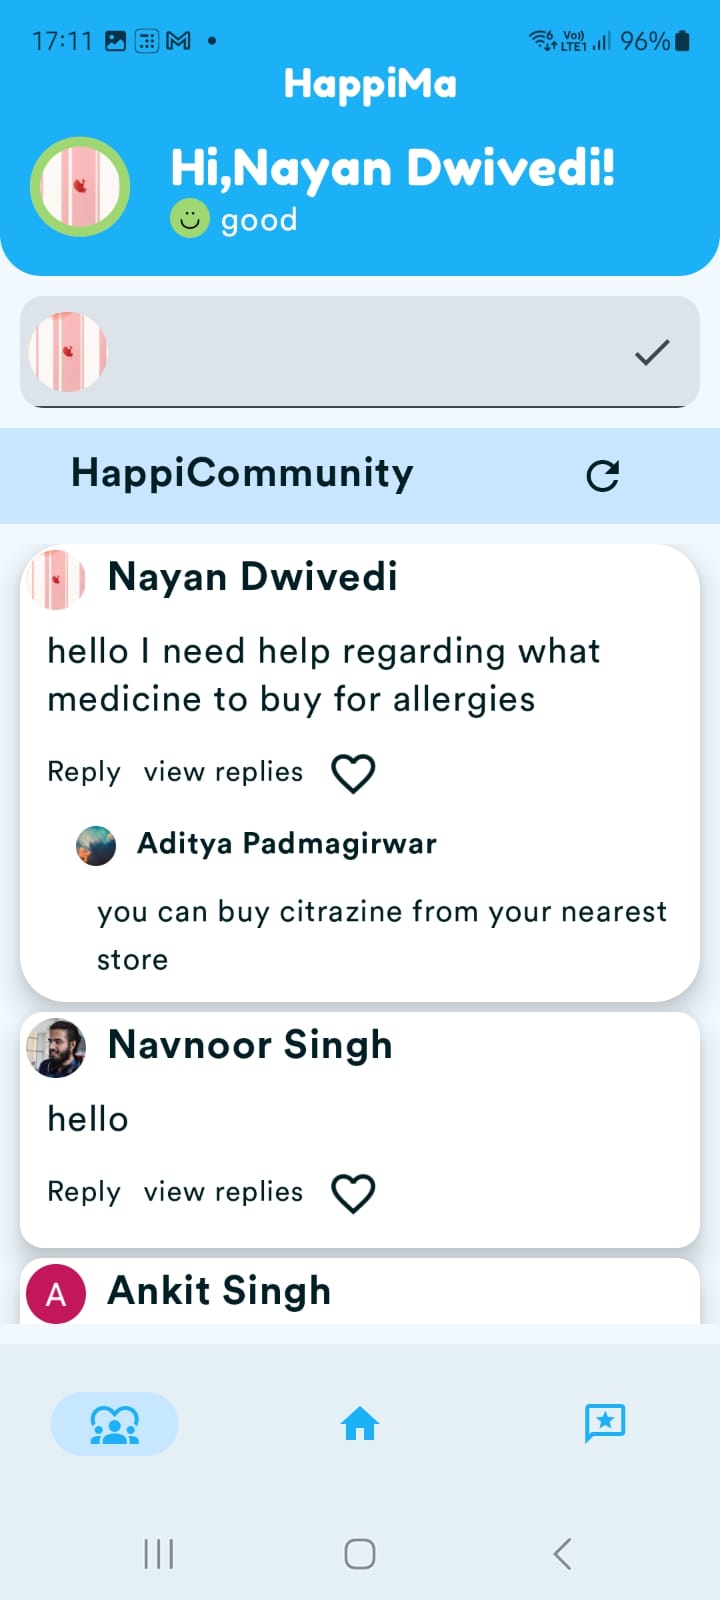 17:11
Vo))
LTE1
96%
HappiMa
Hi,Nayan Dwivedi!
good
HappiCommunity
Nayan Dwivedi
hello I need help regarding what
medicine to buy for allergies
Reply view replies
Aditya Padmagirwar
you can buy citrazine from your nearest
store
Navnoor Singh
hello
Reply view replies
A Ankit Singh